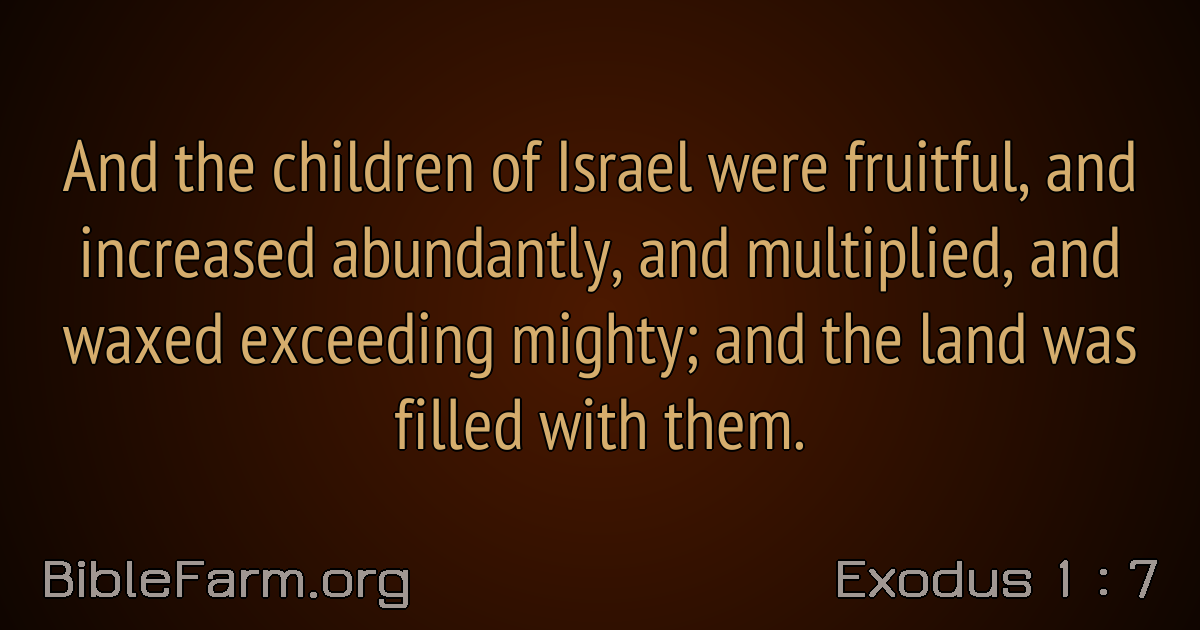 And the children of Israel were fruitful, and
increased abundantly, and multiplied, and
waxed exceeding mighty; and the land was
filled with them.
BibleFarm.org
Exodus 1 : 7